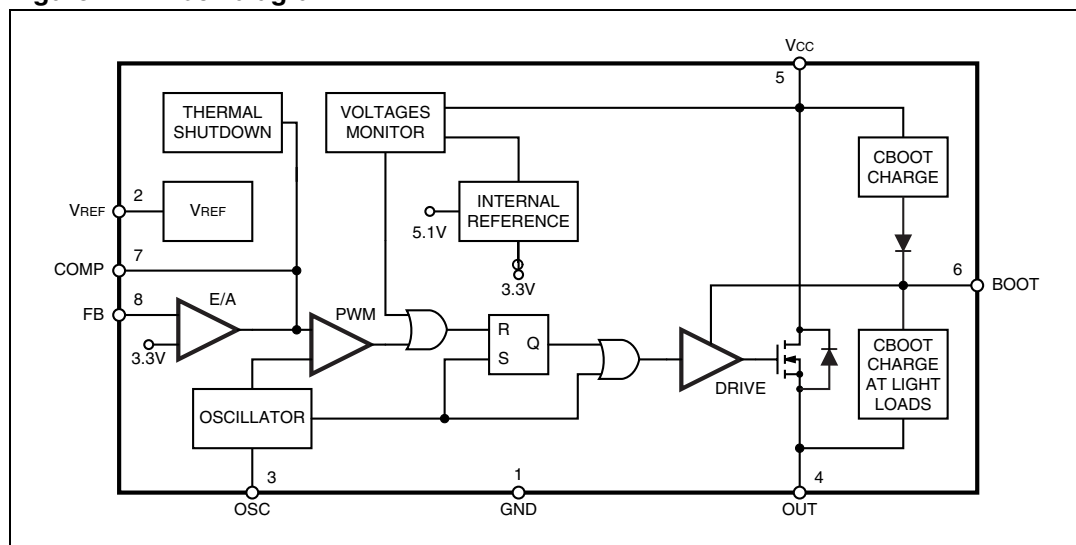 VCC
5
THERMAL
SHUTDOWN
VOLTAGES
MONITOR
CBOOT
CHARGE
2
VREF
VREF
INTERNAL
REFERENCE
5.1V
3.3V
7
COMP
6
BOOT
8
FB
E/A
3.3V
PWM
R
S
Q
DRIVE
CBOOT
CHARGE
AT LIGHT
LOADS
OSCILLATOR
3
OSC
1
GND
4
OUT